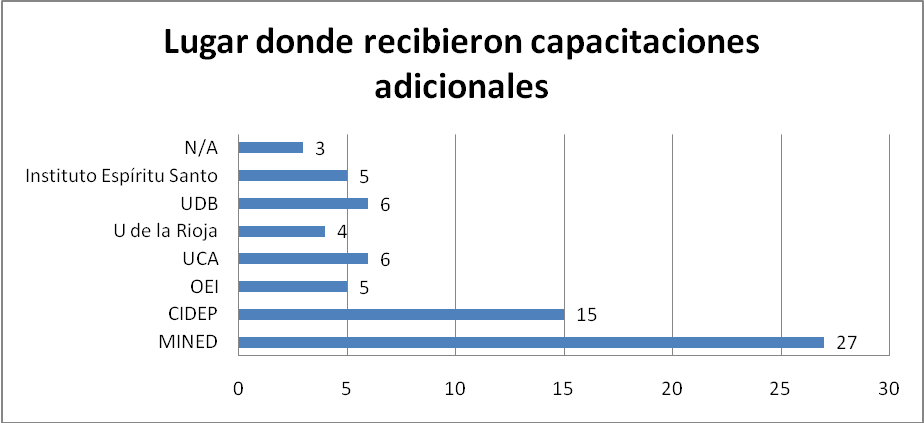 Lugar donde recibieron capacitaciones
adicionales
N/A 3
Instituto Espíritu Santo 5
UDB 6
U de la Rioja 4
UCA 6
OEI 5
CIDEP 15
MINED 27
0 5 10 15 20 25 30